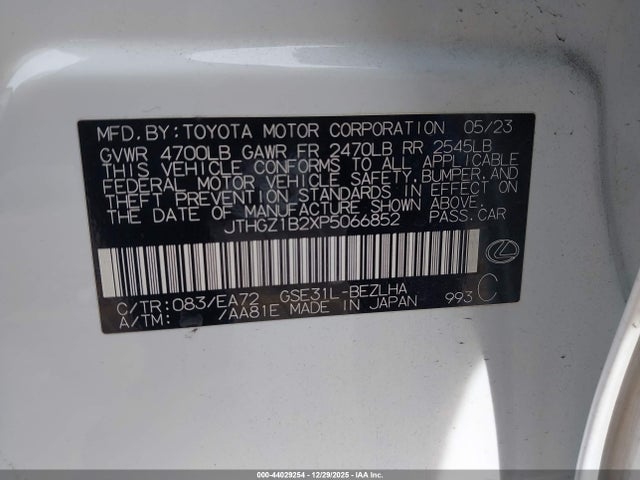 MFD. BY: TOYOTA MOTOR CORPORATION 05/23
GVWR 4700LB GAWR FR 2470LB RR 2545LB
THIS VEHICLE CONFORMS TO ALL APPLICABLE
FEDERAL MOTOR VEHICLE SAFETY, BUMPER, AND
THEFT PREVENTION STANDARDS IN EFFECT ON
THE DATE OF MANUFACTURE SHOWN ABOVE.
JTHGZ1B2XP5066852 PASS. CAR
C/TR: 083/EA72 GSE31L-BEZLHA
A/TM: /AA81E MADE IN JAPAN 993 C
000-44029254 | 12/29/2025 | IAA Inc.